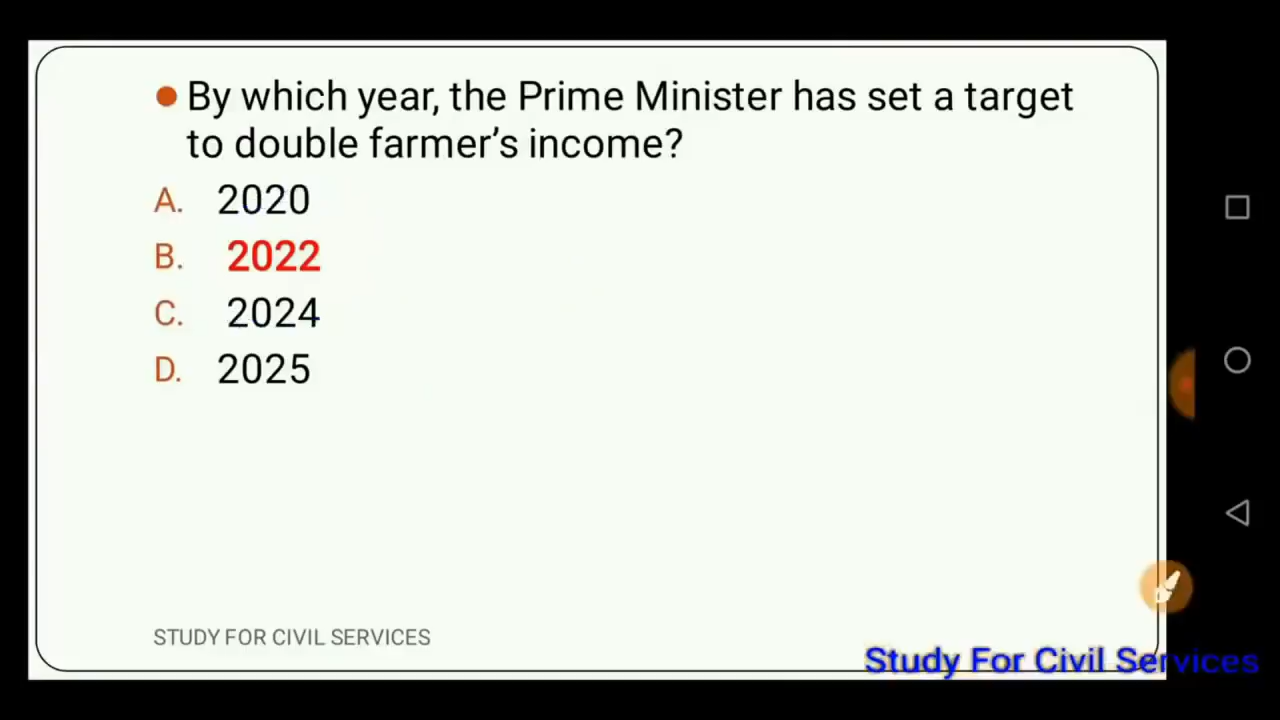 ● By which year, the Prime Minister has set a target
to double farmer’s income?
A. 2020
B. 2022
C. 2024
D. 2025
STUDY FOR CIVIL SERVICES
Study For Civil Services